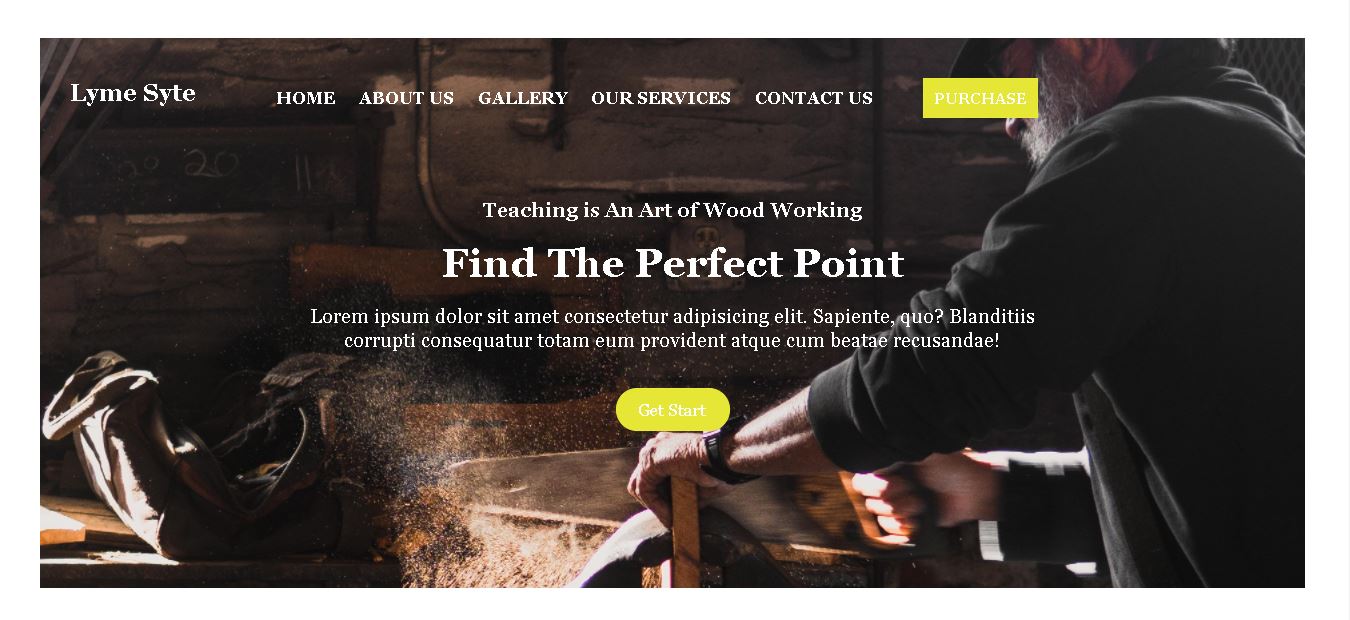 Lyme Syte
HOME ABOUT US GALLERY OUR SERVICES CONTACT US PURCHASE
20
Teaching is An Art of Wood Working
Find The Perfect Point
Lorem ipsum dolor sit amet consectetur adipisicing elit. Sapiente, quo? Blanditiis
corrupti consequatur totam eum provident atque cum beatae recusandae!
Get Start